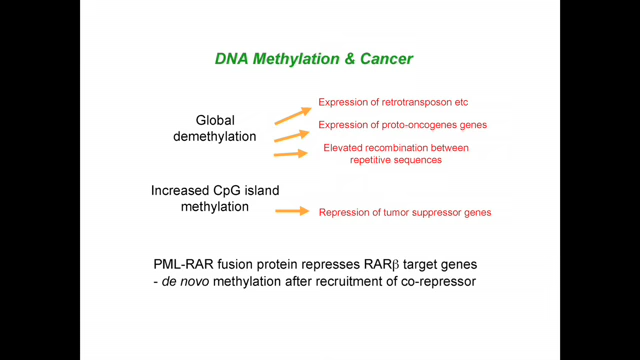 DNA Methylation & Cancer
Global
demethylation
Expression of retrotransposon etc
Expression of proto-oncogenes genes
Elevated recombination between
repetitive sequences
Increased CpG island
methylation
Repression of tumor suppressor genes
PML-RAR fusion protein represses RARβ target genes
- de novo methylation after recruitment of co-repressor